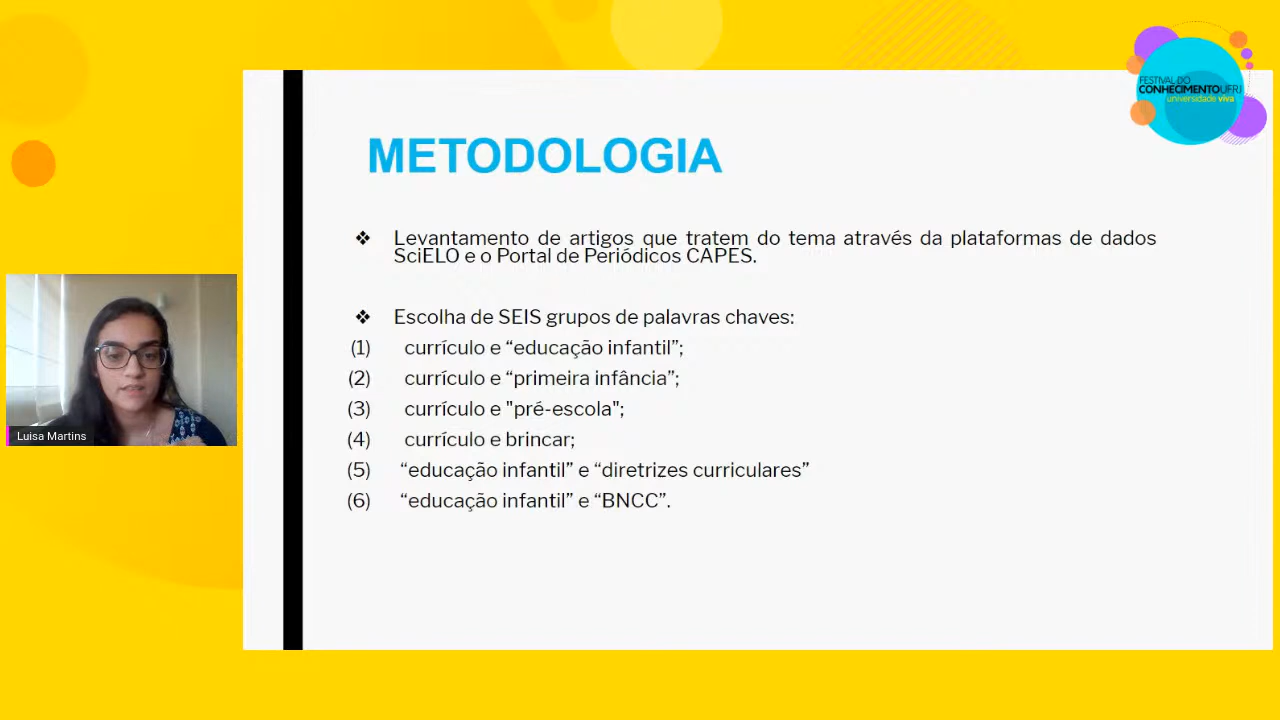 FESTIVAL DO
CONHECIMENTO UFRJ
universidade viva
METODOLOGIA
❖ Levantamento de artigos que tratem do tema através da plataformas de dados
SciELO e o Portal de Periódicos CAPES.
❖ Escolha de SEIS grupos de palavras chaves:
(1) currículo e “educação infantil”;
(2) currículo e “primeira infância”;
(3) currículo e "pré-escola";
(4) currículo e brincar;
(5) “educação infantil” e “diretrizes curriculares”
(6) “educação infantil” e “BNCC”.
Luisa Martins